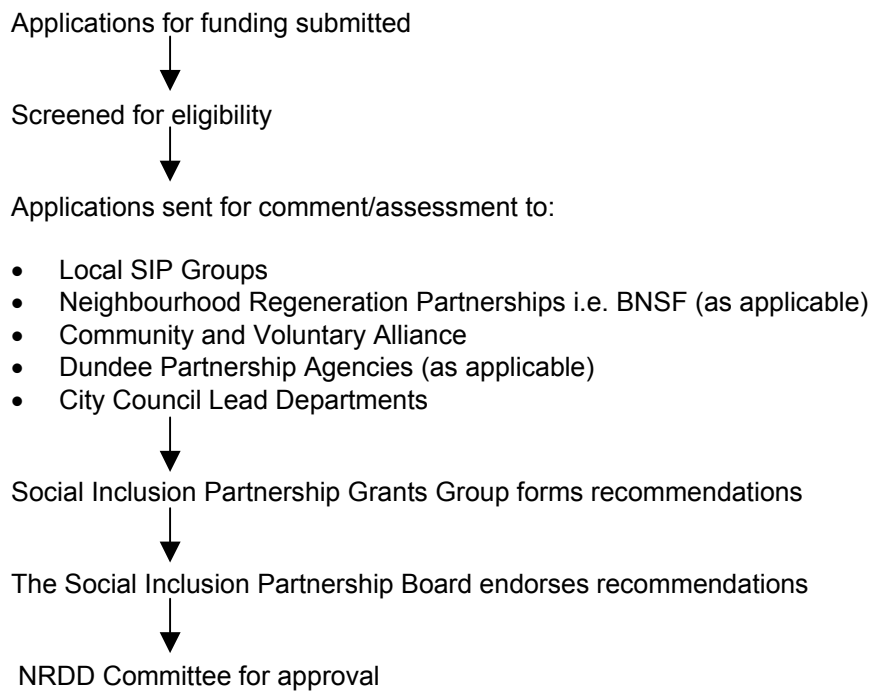 Applications for funding submitted
Screened for eligibility
Applications sent for comment/assessment to:
• Local SIP Groups
• Neighbourhood Regeneration Partnerships i.e. BNSF (as applicable)
• Community and Voluntary Alliance
• Dundee Partnership Agencies (as applicable)
• City Council Lead Departments
Social Inclusion Partnership Grants Group forms recommendations
The Social Inclusion Partnership Board endorses recommendations
NRDD Committee for approval